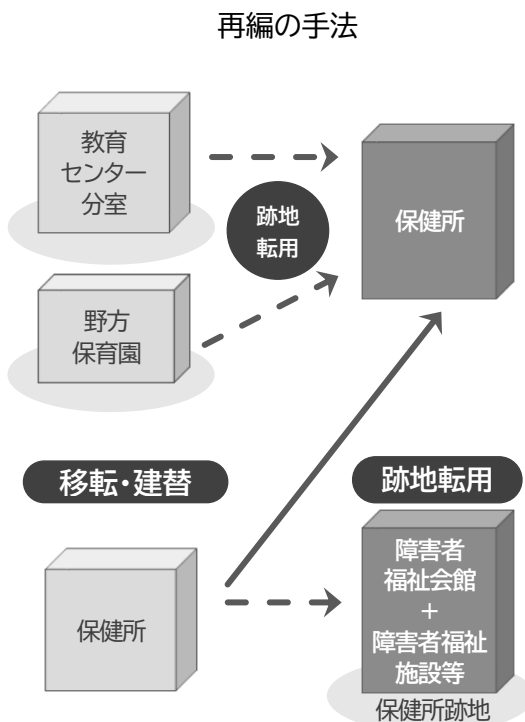 再編の手法
教育
センター
分室
跡地
転用
保健所
野方
保育園
移転・建替
跡地転用
保健所
障害者
福祉会館
+
障害者福祉
施設等
保健所跡地